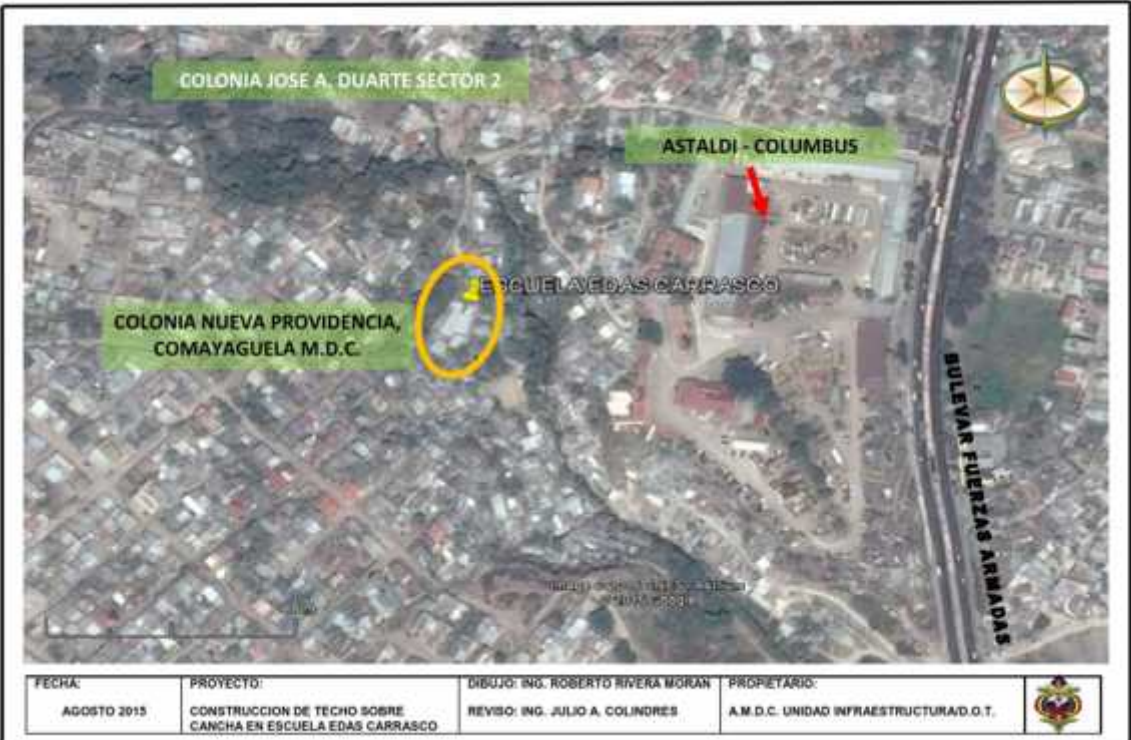 COLONIA JOSE A. DUARTE SECTOR 2
ASTALDI - COLUMBUS
ESCUELA EDAS CARRASCO
COLONIA NUEVA PROVIDENCIA,
COMAYAGUELA M.D.C.
BULEVAR FUERZAS ARMADAS
FECHA:
AGOSTO 2015
PROYECTO:
CONSTRUCCION DE TECHO SOBRE
CANCHA EN ESCUELA EDAS CARRASCO
DIBUJO: ING. ROBERTO RIVERA MORAN
REVISO: ING. JULIO A. COLINDRES
PROPIETARIO:
A.M.D.C. UNIDAD INFRAESTRUCTURA/D.O.T.